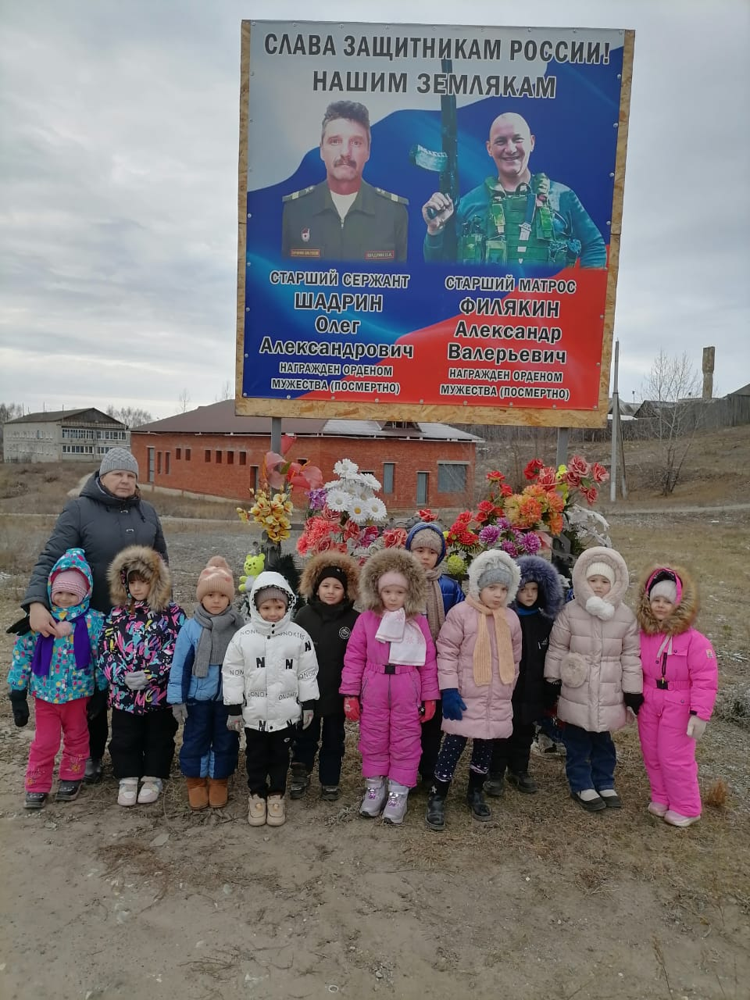 СЛАВА ЗАЩИТНИКАМ РОССИИ!
НАШИМ ЗЕМЛЯКАМ
ШАДРИН О.А.
СТАРШИЙ СЕРЖАНТ
ШАДРИН
Олег
Александрович
НАГРАЖДЕН ОРДЕНОМ
МУЖЕСТВА (ПОСМЕРТНО)
СТАРШИЙ МАТРОС
ФИЛЯКИН
Александр
Валерьевич
НАГРАЖДЕН ОРДЕНОМ
МУЖЕСТВА (ПОСМЕРТНО)
N N
N